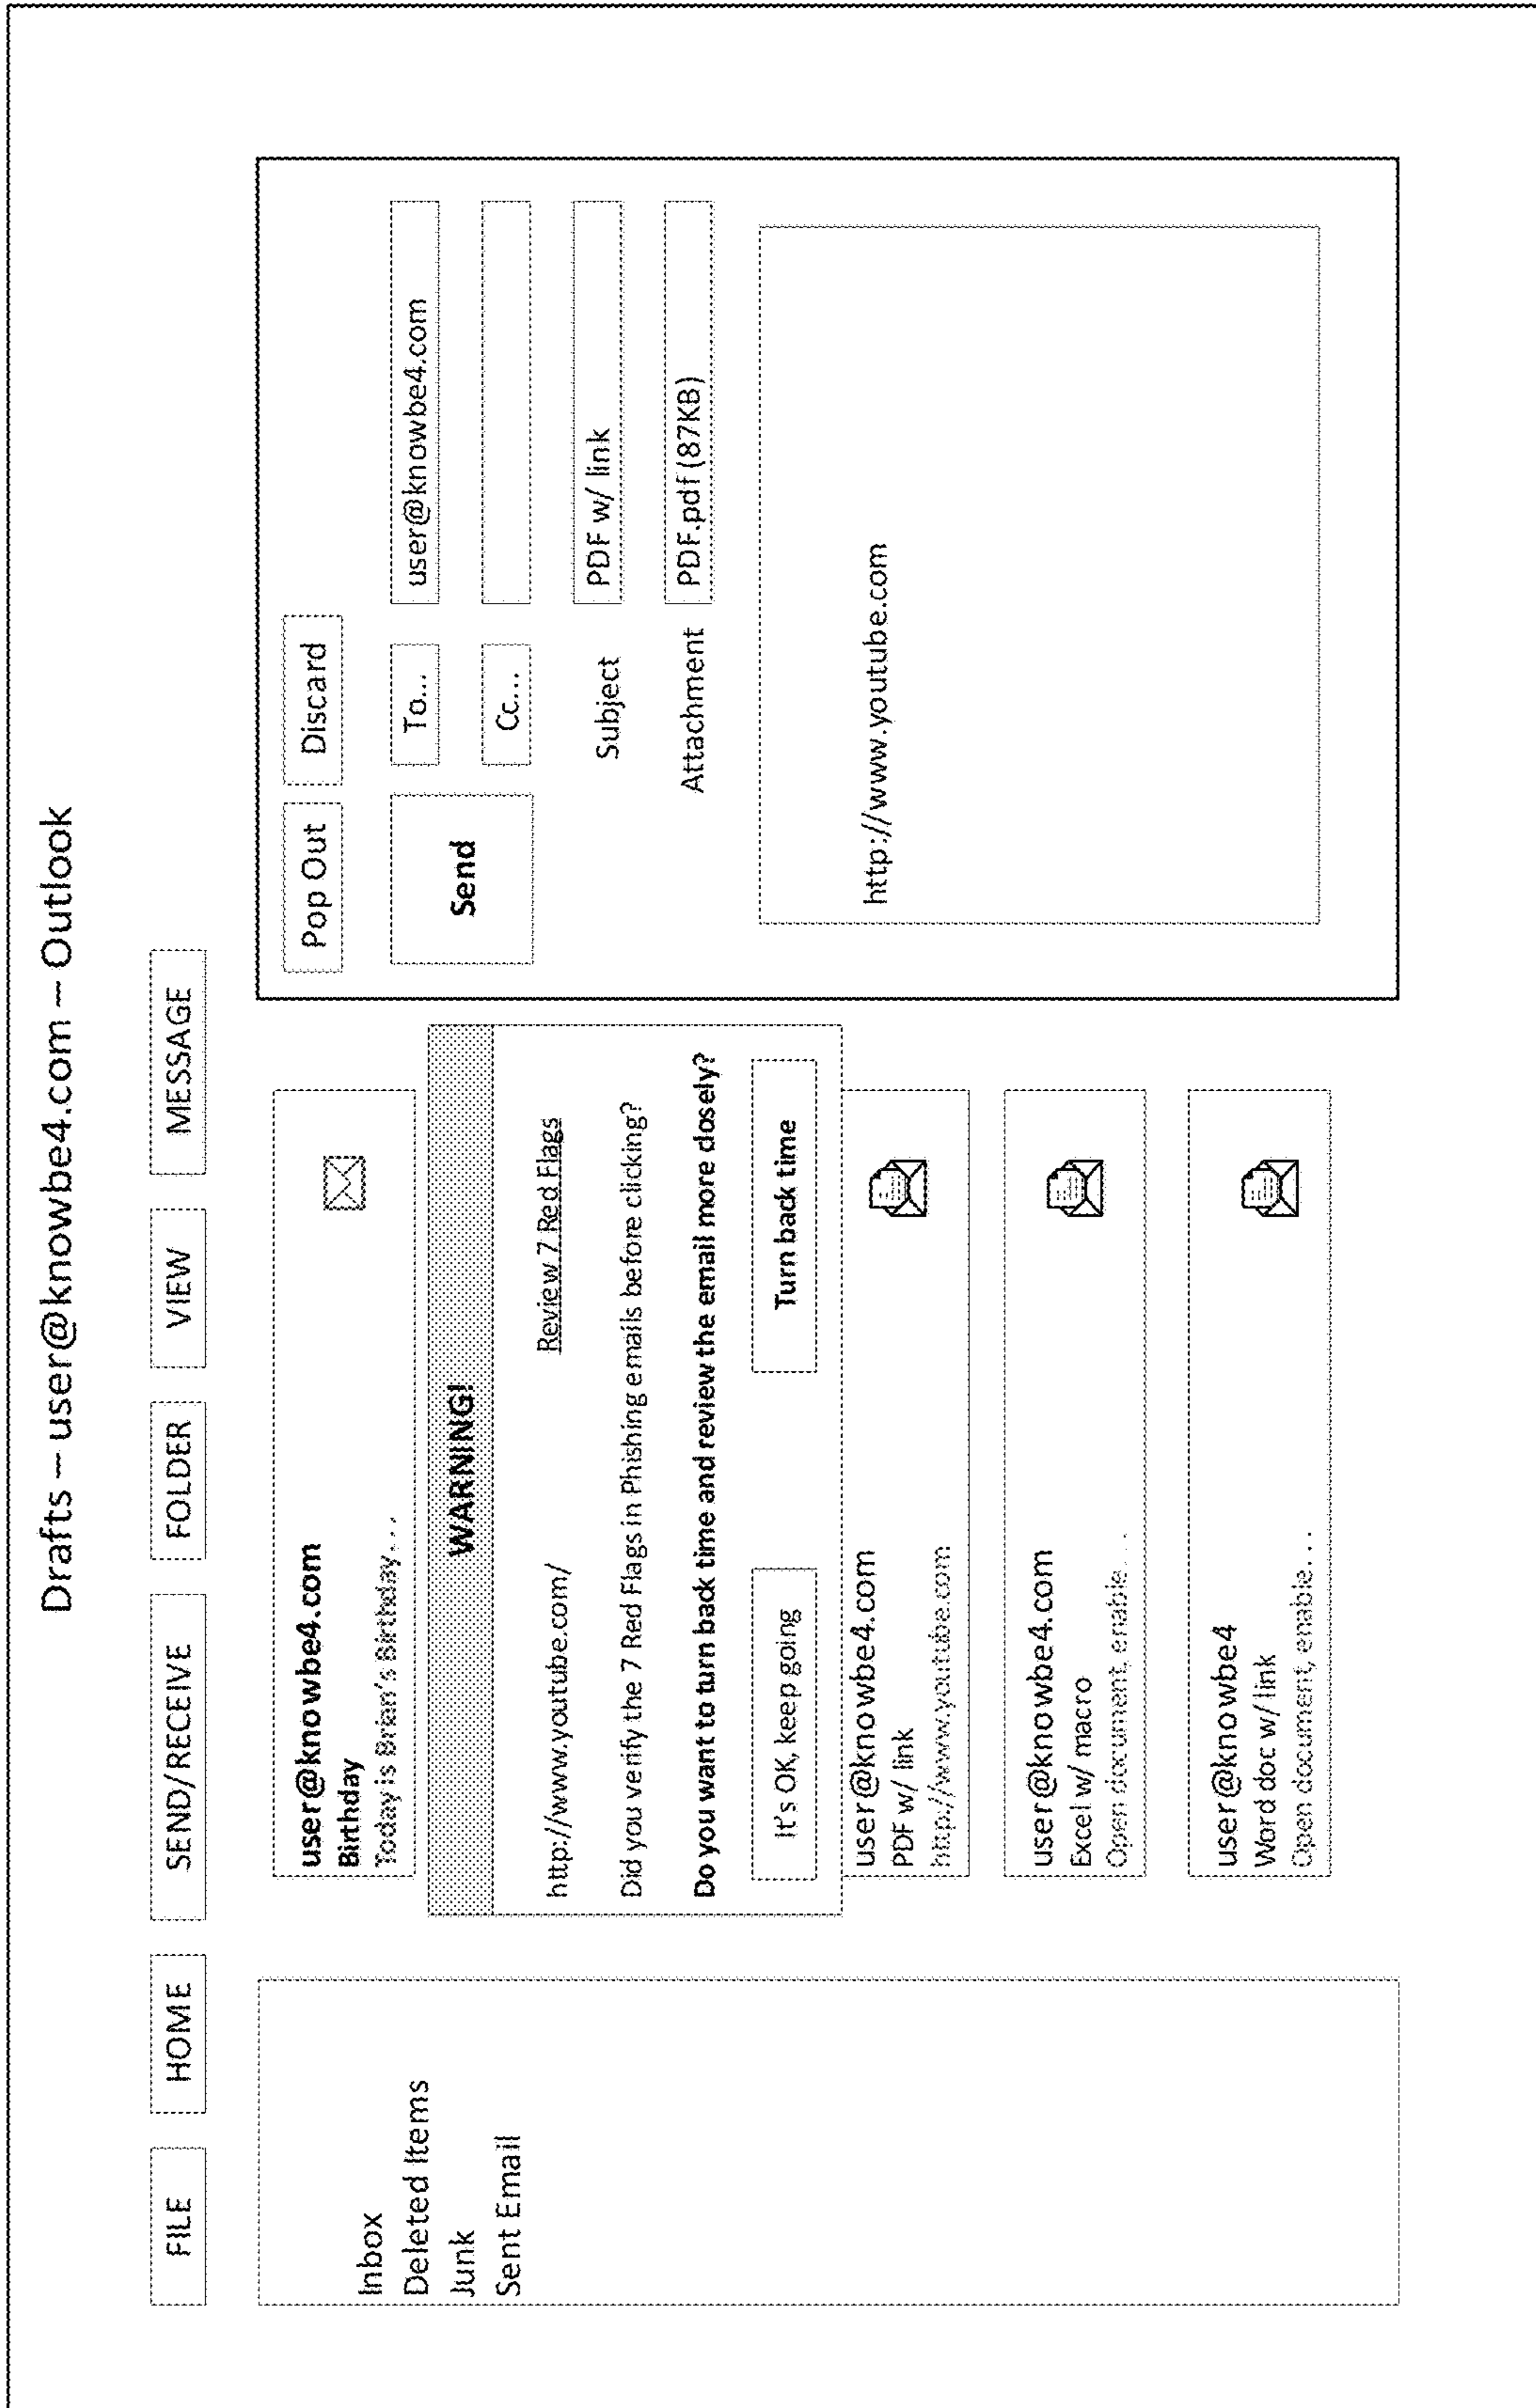 Drafts – user@knowbe4.com – Outlook
FILE HOME SEND/RECEIVE FOLDER VIEW MESSAGE
Inbox
Deleted Items
Junk
Sent Email
user@knowbe4.com
Birthday
Today is Brian's Birthday...
WARNING!
http://www.youtube.com/ Review 7 Red Flags
Did you verify the 7 Red Flags in Phishing emails before clicking?
Do you want to turn back time and review the email more closely?
It's OK, keep going Turn back time
user@knowbe4.com
PDF w/ link
http://www.youtube.com
user@knowbe4.com
Excel w/ macro
Open document, enable...
user@knowbe4
Word doc w/ link
Open document, enable...
Pop Out Discard
Send
To... user@knowbe4.com
Cc...
Subject PDF w/ link
Attachment PDF.pdf (87KB)
http://www.youtube.com